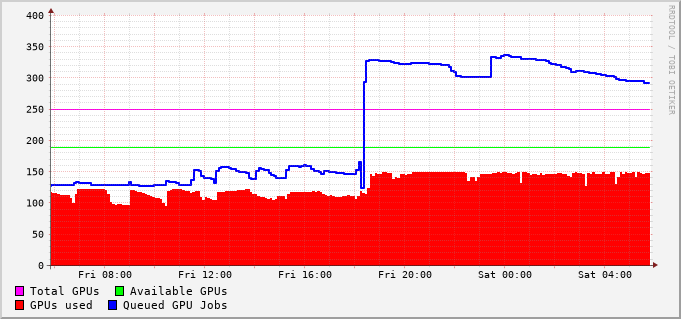 400
350
300
250
200
150
100
50
0
Fri 08:00 Fri 12:00 Fri 16:00 Fri 20:00 Sat 00:00 Sat 04:00
Total GPUs Available GPUs
GPUs used Queued GPU Jobs
RRDTOOL / TOBI OETIKER